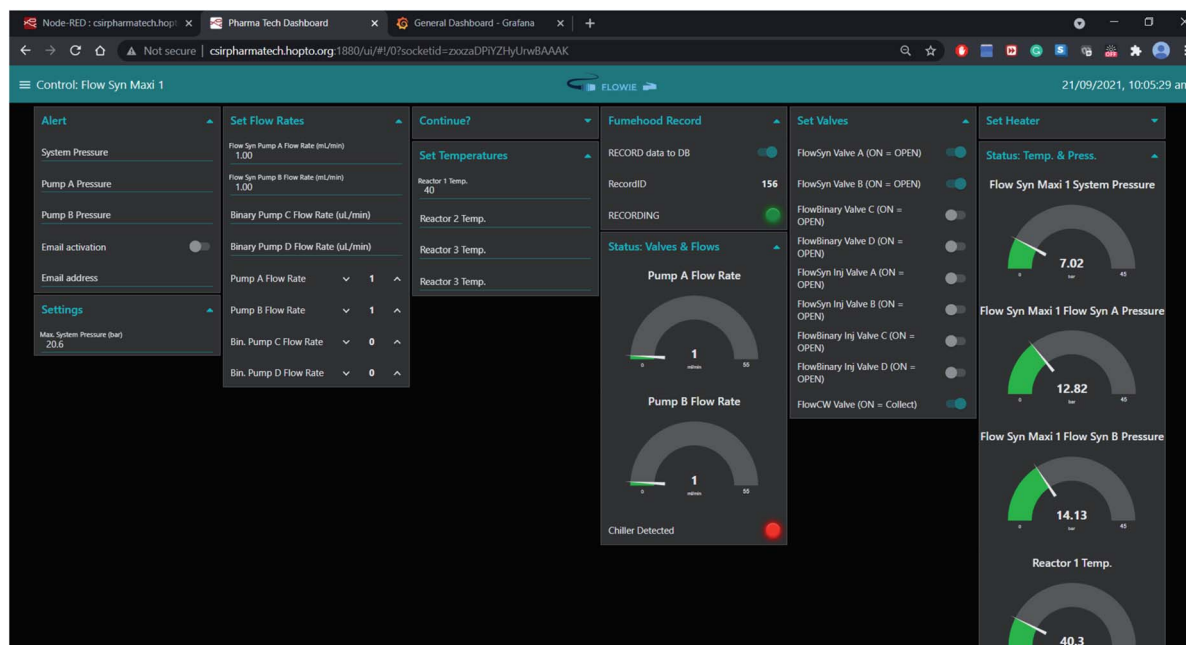 Node-RED : csirpharmatech.hopt
Pharma Tech Dashboard
General Dashboard - Grafana
Not secure | csirpharmatech.hopto.org:1880/ui/#!/0?socketid=
Control: Flow Syn Maxi 1
FLOWIE
21/09/2021, 10:05:29 am
Alert
System Pressure
Pump A Pressure
Pump B Pressure
Email activation
Email address
Settings
Max. System Pressure (bar)
20.6
Set Flow Rates
Flow Syn Pump A Flow Rate (mL/min)
1.00
Flow Syn Pump B Flow Rate (mL/min)
1.00
Binary Pump C Flow Rate (uL/min)
Binary Pump D Flow Rate (uL/min)
Pump A Flow Rate 1
Pump B Flow Rate 1
Bin. Pump C Flow Rate 0
Bin. Pump D Flow Rate 0
Continue?
Set Temperatures
Reactor 1 Temp.
40
Reactor 2 Temp.
Reactor 3 Temp.
Reactor 3 Temp.
Fumehood Record
RECORD data to DB
RecordID 156
RECORDING
Status: Valves & Flows
Pump A Flow Rate
1
0 ml/min 55
Pump B Flow Rate
1
0 ml/min 55
Chiller Detected
Set Valves
FlowSyn Valve A (ON = OPEN)
FlowSyn Valve B (ON = OPEN)
FlowBinary Valve C (ON =
OPEN)
FlowBinary Valve D (ON =
OPEN)
FlowSyn Inj Valve A (ON =
OPEN)
FlowSyn Inj Valve B (ON =
OPEN)
FlowBinary Inj Valve C (ON =
OPEN)
FlowBinary Inj Valve D (ON =
OPEN)
FlowCW Valve (ON = Collect)
Set Heater
Status: Temp. & Press.
Flow Syn Maxi 1 System Pressure
7.02
0 bar 45
Flow Syn Maxi 1 Flow Syn A Pressure
12.82
0 bar 45
Flow Syn Maxi 1 Flow Syn B Pressure
14.13
0 bar 45
Reactor 1 Temp.
40.3